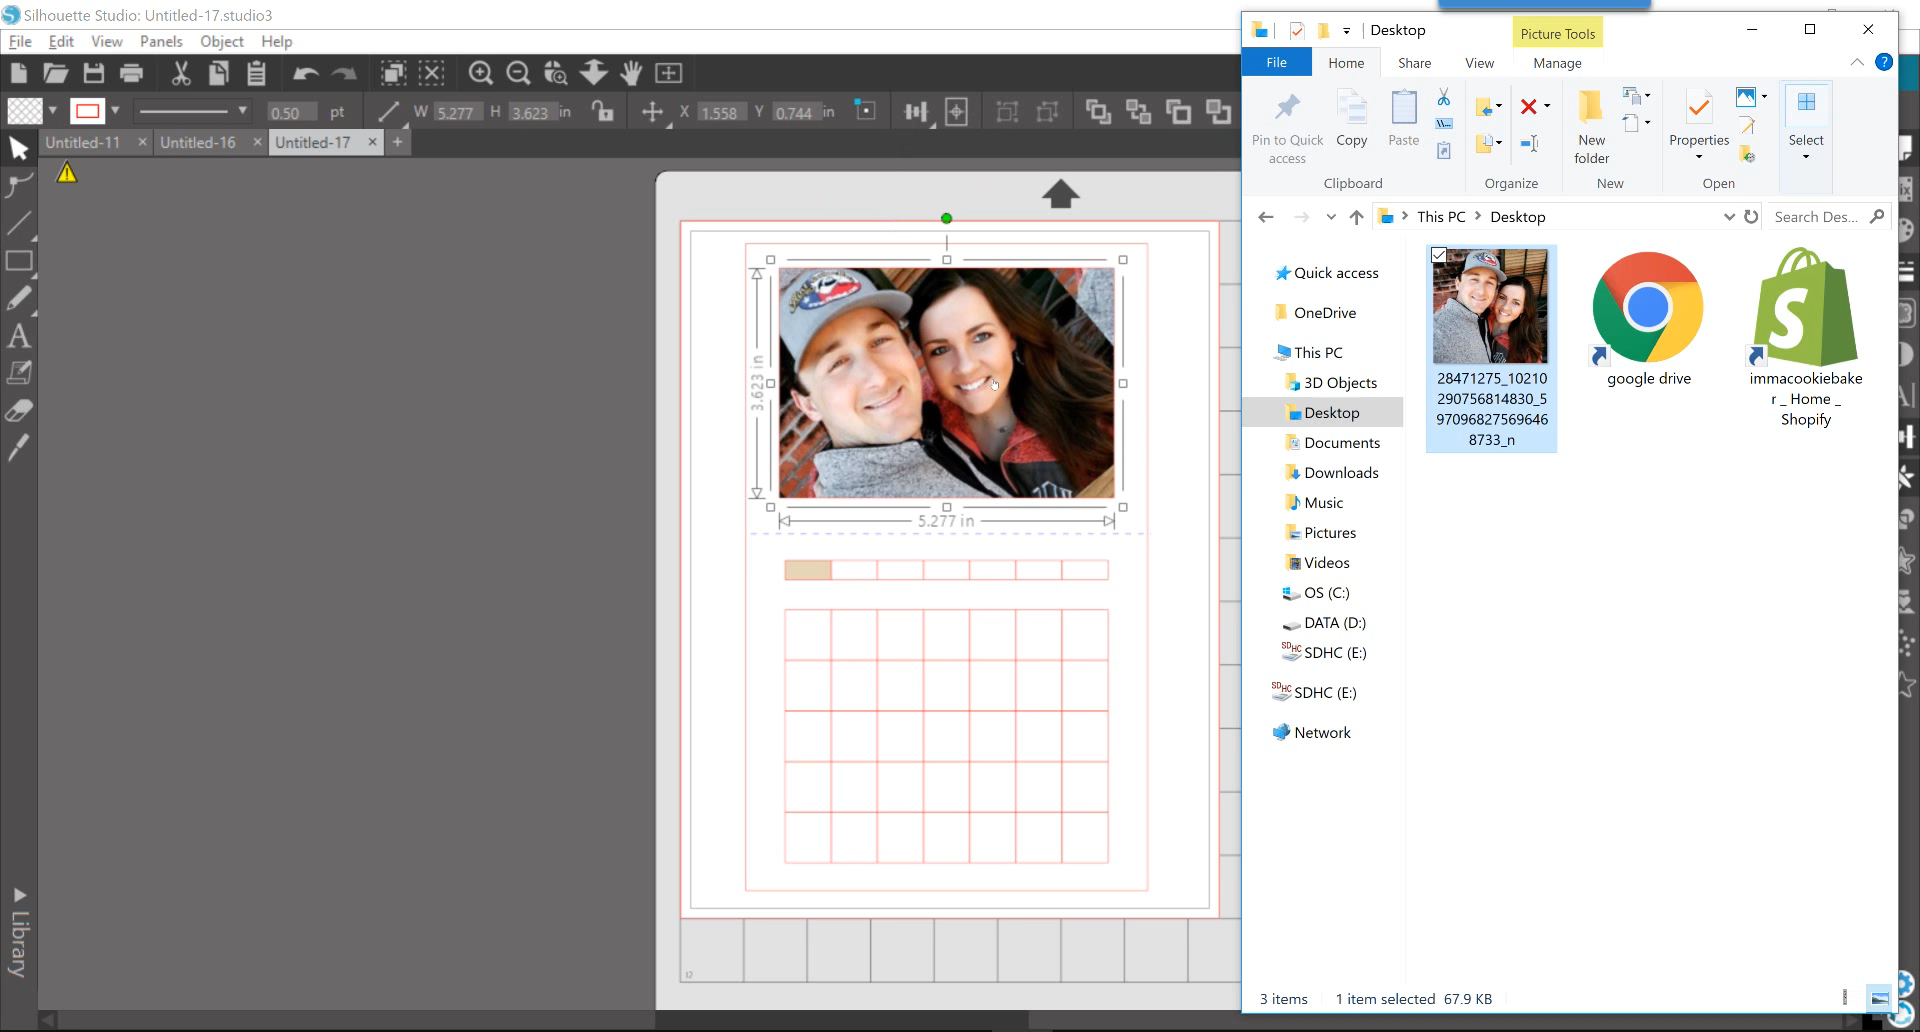 Silhouette Studio: Untitled-17.studio3
File Edit View Panels Object Help
0.50 pt W 5.277 H 3.623 in X 1.558 Y 0.744 in
Untitled-11 Untitled-16 Untitled-17
3.623 in
5.277 in
12
Library
Desktop
Picture Tools
File Home Share View Manage
Pin to Quick
access
Copy
Paste
New
folder
Properties
Select
Clipboard Organize New Open
This PC Desktop
Search Des...
Quick access
OneDrive
This PC
3D Objects
Desktop
Documents
Downloads
Music
Pictures
Videos
OS (C:)
DATA (D:)
SDHC (E:)
SDHC (E:)
Network
28471275_10210
290756814830_5
97096827569646
8733_n
google drive
immacookiebake
r _ Home _
Shopify
3 items 1 item selected 67.9 KB